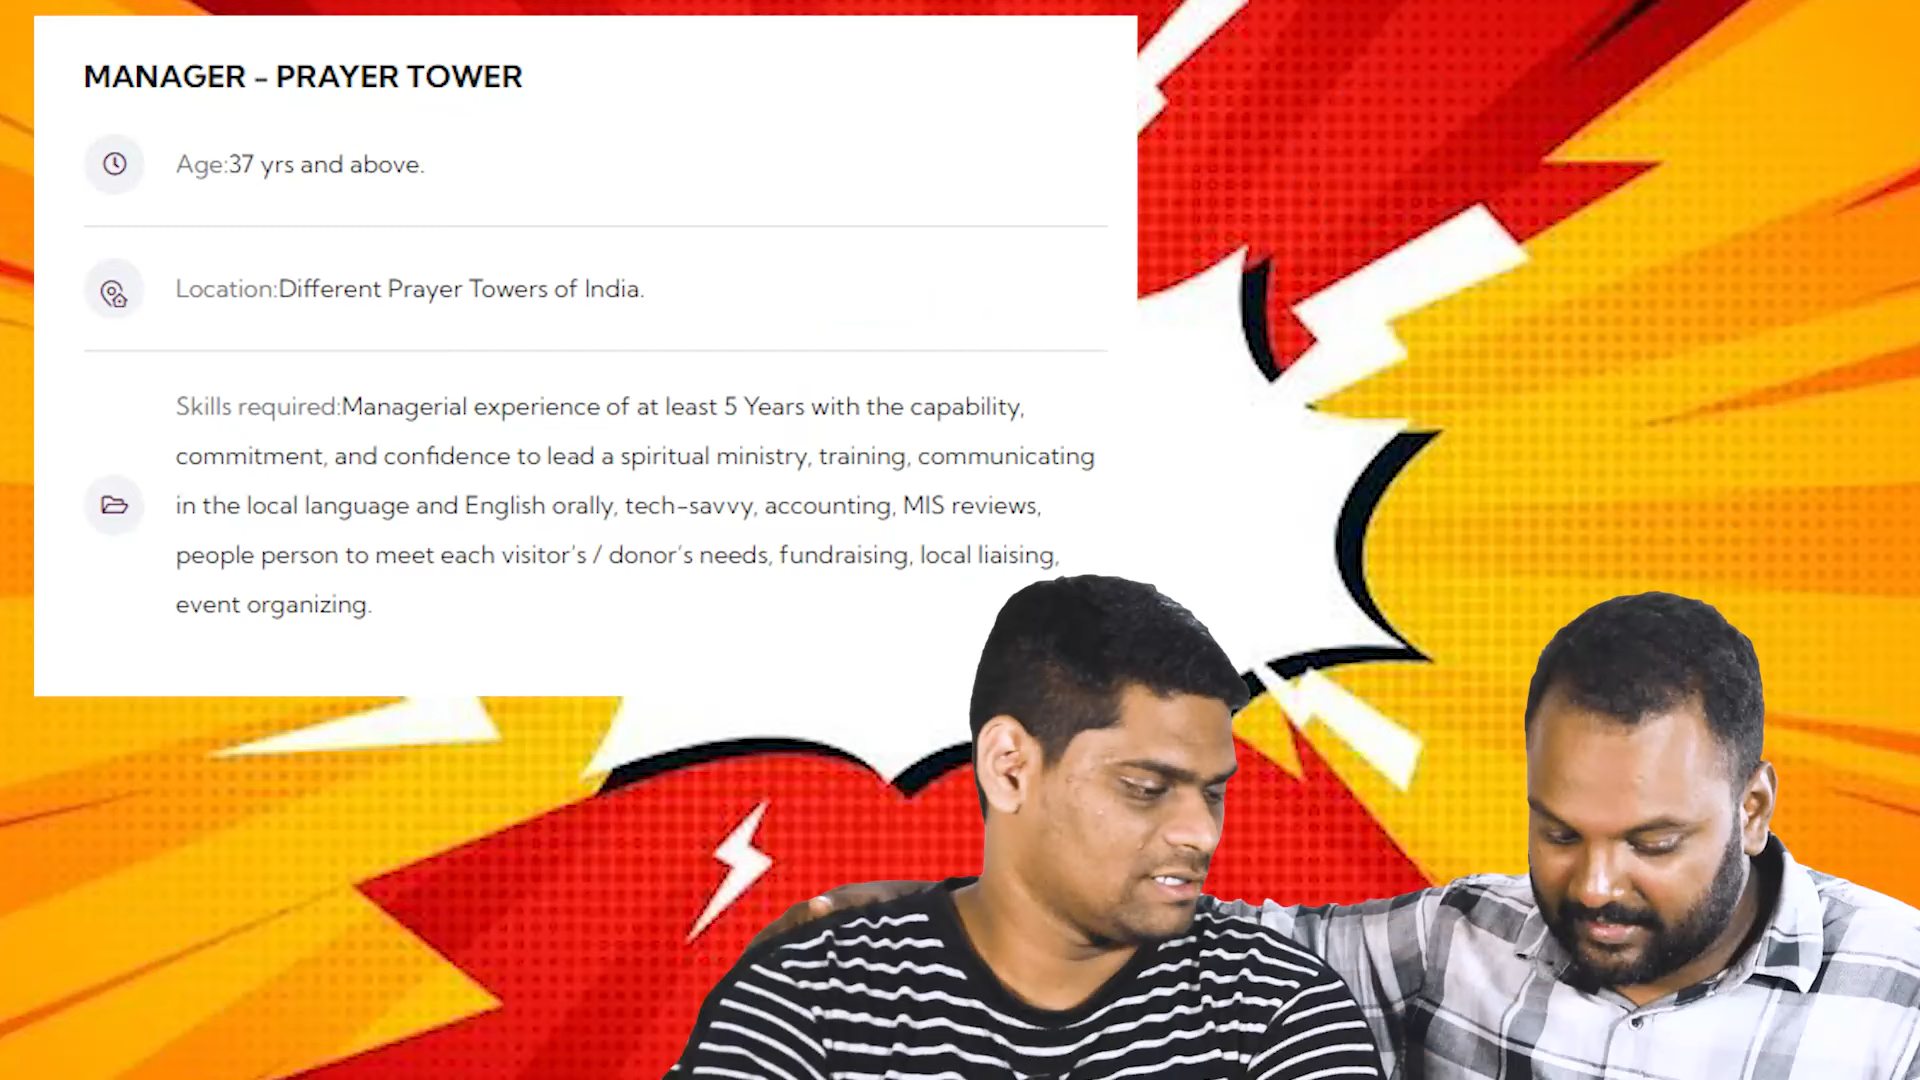 MANAGER – PRAYER TOWER
Age:37 yrs and above.
Location:Different Prayer Towers of India.
Skills required:Managerial experience of at least 5 Years with the capability,
commitment, and confidence to lead a spiritual ministry, training, communicating
in the local language and English orally, tech-savvy, accounting, MIS reviews,
people person to meet each visitor's / donor's needs, fundraising, local liaising,
event organizing.